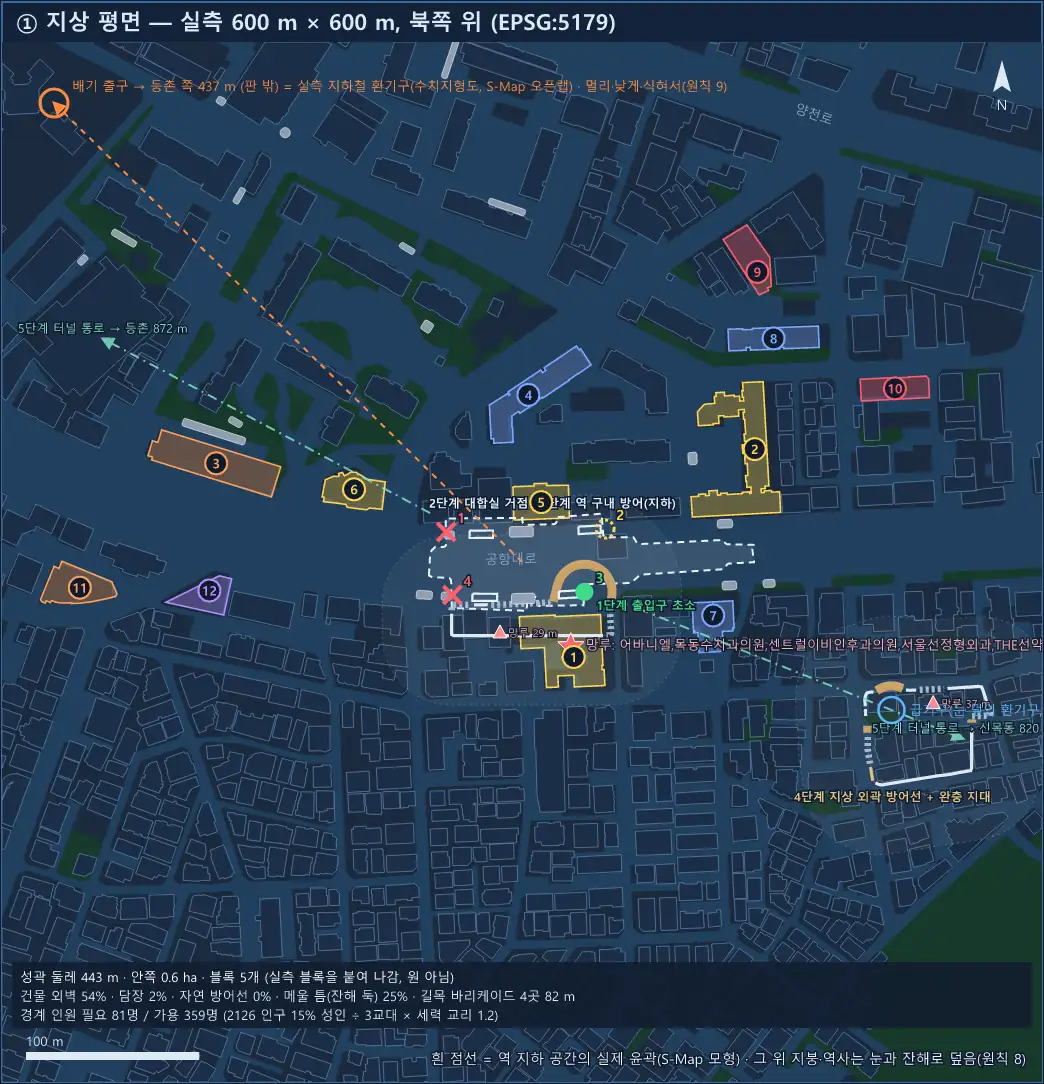 ① 지상 평면 — 실측 600 m × 600 m, 북쪽 위 (EPSG:5179)
배기 출구 → 등촌 쪽 437 m (판 밖) = 실측 지하철 환기구(수치지형도, S-Map 오픈랩) · 멀리·낮게·식혀서(원칙 9)
N
양천로
9
5단계 터널 통로 → 등촌 872 m
8
4
10
2
3
6
5
2단계 대합실 거점
단계 역 구내 방어(지하)
1
2
공항대로
11
12
4
3
1단계 출입구 초소
7
망루 29 m
망루: 어바니엘,목동수치과의원,센트럴이비인후과의원,서울선정형외과,THE선약
1
망루 37 m
환기구
5단계 터널 통로 → 신목동 820
4단계 지상 외곽 방어선 + 완충 지대
성곽 둘레 443 m · 안쪽 0.6 ha · 블록 5개 (실측 블록을 붙여 나감, 원 아님)
건물 외벽 54% · 담장 2% · 자연 방어선 0% · 메울 틈(잔해 둑) 25% · 길목 바리케이드 4곳 82 m
경계 인원 필요 81명 / 가용 359명 (2126 인구 15% 성인 ÷ 3교대 × 세력 교리 1.2)
100 m
흰 점선 = 역 지하 공간의 실제 윤곽(S-Map 모형) · 그 위 지붕·역사는 눈과 잔해로 덮음(원칙 8)